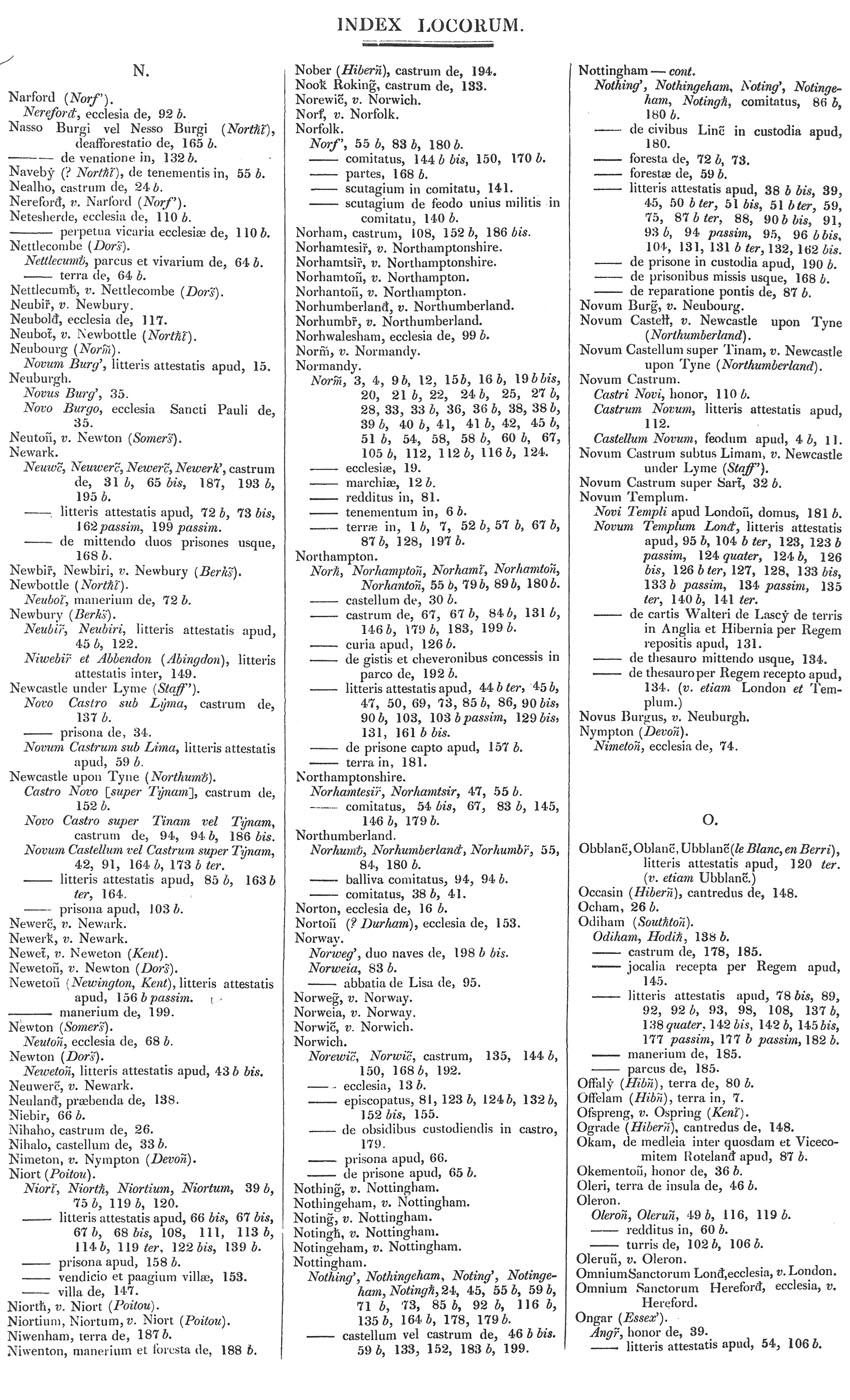 INDEX LOCORUM.
N.
Narford (Norf’).
Nereford, ecclesia de, 92 b.
Nasso Burgi vel Nesso Burgi (Northt̃),
deafforestatio de, 165 b.
—— de venatione in, 132 b.
Naveby (? Northt̃), de tenementis in, 55 b.
Nealho, castrum de, 24 b.
Nereford, v. Narford (Norf’).
Netesherde, ecclesia de, 110 b.
—— perpetua vicaria ecclesiæ de, 110 b.
Nettlecombe (Dors̃).
Nettlecumb, parcus et vivarium de, 64 b.
—— terra de, 64 b.
Nettlecumb, v. Nettlecombe (Dors̃).
Neubir̃, v. Newbury.
Neubold, ecclesia de, 117.
Neubot̃, v. Newbottle (Northt̃).
Neubourg (Norm̃).
Novum Burg’, litteris attestatis apud, 15.
Neuburgh.
Novus Burg’, 35.
Novo Burgo, ecclesia Sancti Pauli de,
35.
Neutoñ, v. Newton (Somers̃).
Newark.
Neuwc̃, Neuwerc̃, Newerc̃, Newerk’, castrum
de, 31 b, 65 bis, 187, 193 b,
195 b.
—— litteris attestatis apud, 72 b, 73 bis,
162 passim, 199 passim.
—— de mittendo duos prisones usque,
168 b.
Newbir̃, Newbiri, v. Newbury (Berks̃).
Newbottle (Northt̃).
Neubot̃, manerium de, 72 b.
Newbury (Berks̃).
Neubir̃, Neubiri, litteris attestatis apud,
45 b, 122.
Niwebir̃ et Abbendon (Abingdon), litteris
attestatis inter, 149.
Newcastle under Lyme (Staff’).
Novo Castro sub Lyma, castrum de,
137 b.
—— prisona de, 34.
Novum Castrum sub Lima, litteris attestatis
apud, 59 b.
Newcastle upon Tyne (Northumb̃).
Castro Novo [super Tynam], castrum de,
152 b.
Novo Castro super Tinam vel Tynam,
castrum de, 94, 94 b, 186 bis.
Novum Castellum vel Castrum super Tynam,
42, 91, 164 b, 173 b ter.
—— litteris attestatis apud, 85 b, 163 b
ter, 164.
—— prisona apud, 103 b.
Newerc̃, v. Newark.
Newerk̃, v. Newark.
Newet̃, v. Neweton (Kent).
Newetoñ, v. Newton (Dors̃).
Newetoñ (Newington, Kent), litteris attestatis
apud, 156 b passim.
—— manerium de, 199.
Newton (Somers̃).
Neutoñ, ecclesia de, 68 b.
Newton (Dors̃).
Newetoñ, litteris attestatis apud, 43 b bis.
Neuwerc̃, v. Newark.
Neuland, præbenda de, 138.
Niebir, 66 b.
Nihaho, castrum de, 26.
Nihalo, castellum de, 33 b.
Nimeton, v. Nympton (Devoñ).
Niort (Poitou).
Niort̃, Niorth̃, Niortium, Niortum, 39 b,
75 b, 119 b, 120.
—— litteris attestatis apud, 66 bis, 67 bis,
67 b, 68 bis, 108, 111, 113 b,
114 b, 119 ter, 122 bis, 139 b.
—— prisona apud, 158 b.
—— vendicio et paagium villæ, 153.
—— villa de, 147.
Niorth̃, v. Niort (Poitou).
Niortium, Niortum, v. Niort (Poitou).
Niwenham, terra de, 187 b.
Niwenton, manerium et foresta de, 188 b.
Nober (Hiberñ), castrum de, 194.
Nook Roking̃, castrum de, 133.
Norewic̃, v. Norwich.
Norf, v. Norfolk.
Norfolk.
Norf’, 55 b, 83 b, 180 b.
—— comitatus, 144 b bis, 150, 170 b.
—— partes, 168 b.
—— scutagium in comitatu, 141.
—— scutagium de feodo unius militis in
comitatu, 140 b.
Norham, castrum, 108, 152 b, 186 bis.
Norhamtesir̃, v. Northamptonshire.
Norhamtsir̃, v. Northamptonshire.
Norhamtoñ, v. Northampton.
Norhantoñ, v. Northampton.
Norhumberland, v. Northumberland.
Norhumbr̃, v. Northumberland.
Norhwalesham, ecclesia de, 99 b.
Norm̃, v. Normandy.
Normandy.
Norm̃, 3, 4, 9 b, 12, 15 b, 16 b, 19 b bis,
20, 21 b, 22, 24 b, 25, 27 b,
28, 33, 33 b, 36, 36 b, 38, 38 b,
39 b, 40 b, 41, 41 b, 42, 45 b,
51 b, 54, 58, 58 b, 60 b, 67,
105 b, 112, 112 b, 116 b, 124.
—— ecclesiæ, 19.
—— marchiæ, 12 b.
—— redditus in, 81.
—— tenementum in, 6 b.
—— terræ in, 1 b, 7, 52 b, 57 b, 67 b,
87 b, 128, 197 b.
Northampton.
Norh̃, Norhamptoñ, Norhamt̃, Norhamtoñ,
Norhantoñ, 55 b, 79 b, 89 b, 180 b.
—— castellum de, 30 b.
—— castrum de, 67, 67 b, 84 b, 131 b,
146 b, 179 b, 183, 199 b.
—— curia apud, 126 b.
—— de gistis et cheveronibus concessis in
parco de, 192 b.
—— litteris attestatis apud, 44 b ter, 45 b,
47, 50, 69, 73, 85 b, 86, 90 bis,
90 b, 103, 103 b passim, 129 bis,
131, 161 b bis.
—— de prisone capto apud, 157 b.
—— terra in, 181.
Northamptonshire.
Norhamtesir̃, Norhamtsir, 47, 55 b.
—— comitatus, 54 bis, 67, 83 b, 145,
146 b, 179 b.
Northumberland.
Norhumb̃, Norhumberland, Norhumbr̃, 55,
84, 180 b.
—— balliva comitatus, 94, 94 b.
—— comitatus, 38 b, 41.
Norton, ecclesia de, 16 b.
Nortoñ (? Durham), ecclesia de, 153.
Norway.
Norweg’, duo naves de, 198 b bis.
Norweia, 83 b.
—— abbatia de Lisa de, 95.
Norweg̃, v. Norway.
Norweia, v. Norway.
Norwic̃, v. Norwich.
Norwich.
Norewic̃, Norwic̃, castrum, 135, 144 b,
150, 168 b, 192.
—— ecclesia, 13 b.
—— episcopatus, 81, 123 b, 124 b, 132 b,
152 bis, 155.
—— de obsidibus custodiendis in castro,
179.
—— prisona apud, 66.
—— de prisone apud, 65 b.
Nothing̃, v. Nottingham.
Nothingeham, v. Nottingham.
Noting̃, v. Nottingham.
Notingh̃, v. Nottingham.
Notingeham, v. Nottingham.
Nottingham.
Nothing’, Nothingeham, Noting’, Notinge-
ham, Notingh̃, 24, 45, 55 b, 59 b,
71 b, 73, 85 b, 92 b, 116 b,
135 b, 164 b, 178, 179 b.
—— castellum vel castrum de, 46 b bis.
59 b, 133, 152, 183 b, 199.
Nottingham — cont.
Nothing’, Nothingeham, Noting’, Notinge-
ham, Notingh̃, comitatus, 86 b,
180 b.
—— de civibus Linc̃ in custodia apud,
180.
—— foresta de, 72 b, 73.
—— forestæ de, 59 b.
—— litteris attestatis apud, 38 b bis, 39,
45, 50 b ter, 51 bis, 51 b ter, 59,
75, 87 b ter, 88, 90 b bis, 91,
93 b, 94 passim, 95, 96 b bis,
104, 131, 131 b ter, 132, 162 bis.
—— de prisone in custodia apud, 190 b.
—— de prisonibus missis usque, 168 b.
—— de reparatione pontis de, 87 b.
Novum Burg̃, v. Neubourg.
Novum Castell̃, v. Newcastle upon Tyne
(Northumberland).
Novum Castellum super Tinam, v. Newcastle
upon Tyne (Northumberland).
Novum Castrum.
Castri Novi, honor, 110 b.
Castrum Novum, litteris attestatis apud,
112.
Castellum Novum, feodum apud, 4 b, 11.
Novum Castrum subtus Limam, v. Newcastle
under Lyme (Staff’).
Novum Castrum super Sart̃, 32 b.
Novum Templum.
Novi Templi apud Londoñ, domus, 181 b.
Novum Templum Lond, litteris attestatis
apud, 95 b, 104 b ter, 123, 123 b
passim, 124 quater, 124 b, 126
bis, 126 b ter, 127, 128, 133 bis,
133 b passim, 134 passim, 135
ter, 140 b, 141 ter.
—— de cartis Walteri de Lascy de terris
in Anglia et Hibernia per Regem
repositis apud, 131.
—— de thesauro mittendo usque, 134.
—— de thesauro per Regem recepto apud,
134. (v. etiam London et Tem-
plum.)
Novus Burgus, v. Neuburgh.
Nympton (Devoñ).
Nimetoñ, ecclesia de, 74.
O.
Obblanc̃, Oblanc̃, Ubblanc̃ (le Blanc, en Berri),
litteris attestatis apud, 120 ter.
(v. etiam Ubblanc̃.)
Occasin (Hiberñ), cantredus de, 148.
Ocham, 26 b.
Odiham (Southtoñ).
Odiham, Hodih̃, 138 b.
—— castrum de, 178, 185.
—— jocalia recepta per Regem apud,
145.
—— litteris attestatis apud, 78 bis, 89,
92, 92 b, 93, 98, 108, 137 b,
138 quater, 142 bis, 142 b, 145 bis,
177 passim, 177 b passim, 182 b.
—— manerium de, 185.
—— parcus de, 185.
Offaly (Hibñ), terra de, 80 b.
Offelam (Hibñ), terra in, 7.
Ofspreng, v. Ospring (Kent̃).
Ograde (Hiberñ), cantredus de, 148.
Okam, de medleia inter quosdam et Viceco-
mitem Roteland apud, 87 b.
Okementoñ, honor de, 36 b.
Oleri, terra de insula de, 46 b.
Oleron.
Oleroñ, Oleruñ, 49 b, 116, 119 b.
—— redditus in, 60 b.
—— turris de, 102 b, 106 b.
Oleruñ, v. Oleron.
Omnium Sanctorum Lond, ecclesia, v. London.
Omnium Sanctorum Hereford, ecclesia, v.
Hereford.
Ongar (Essex’).
Angr̃, honor de, 39.
—— litteris attestatis apud, 54, 106 b.